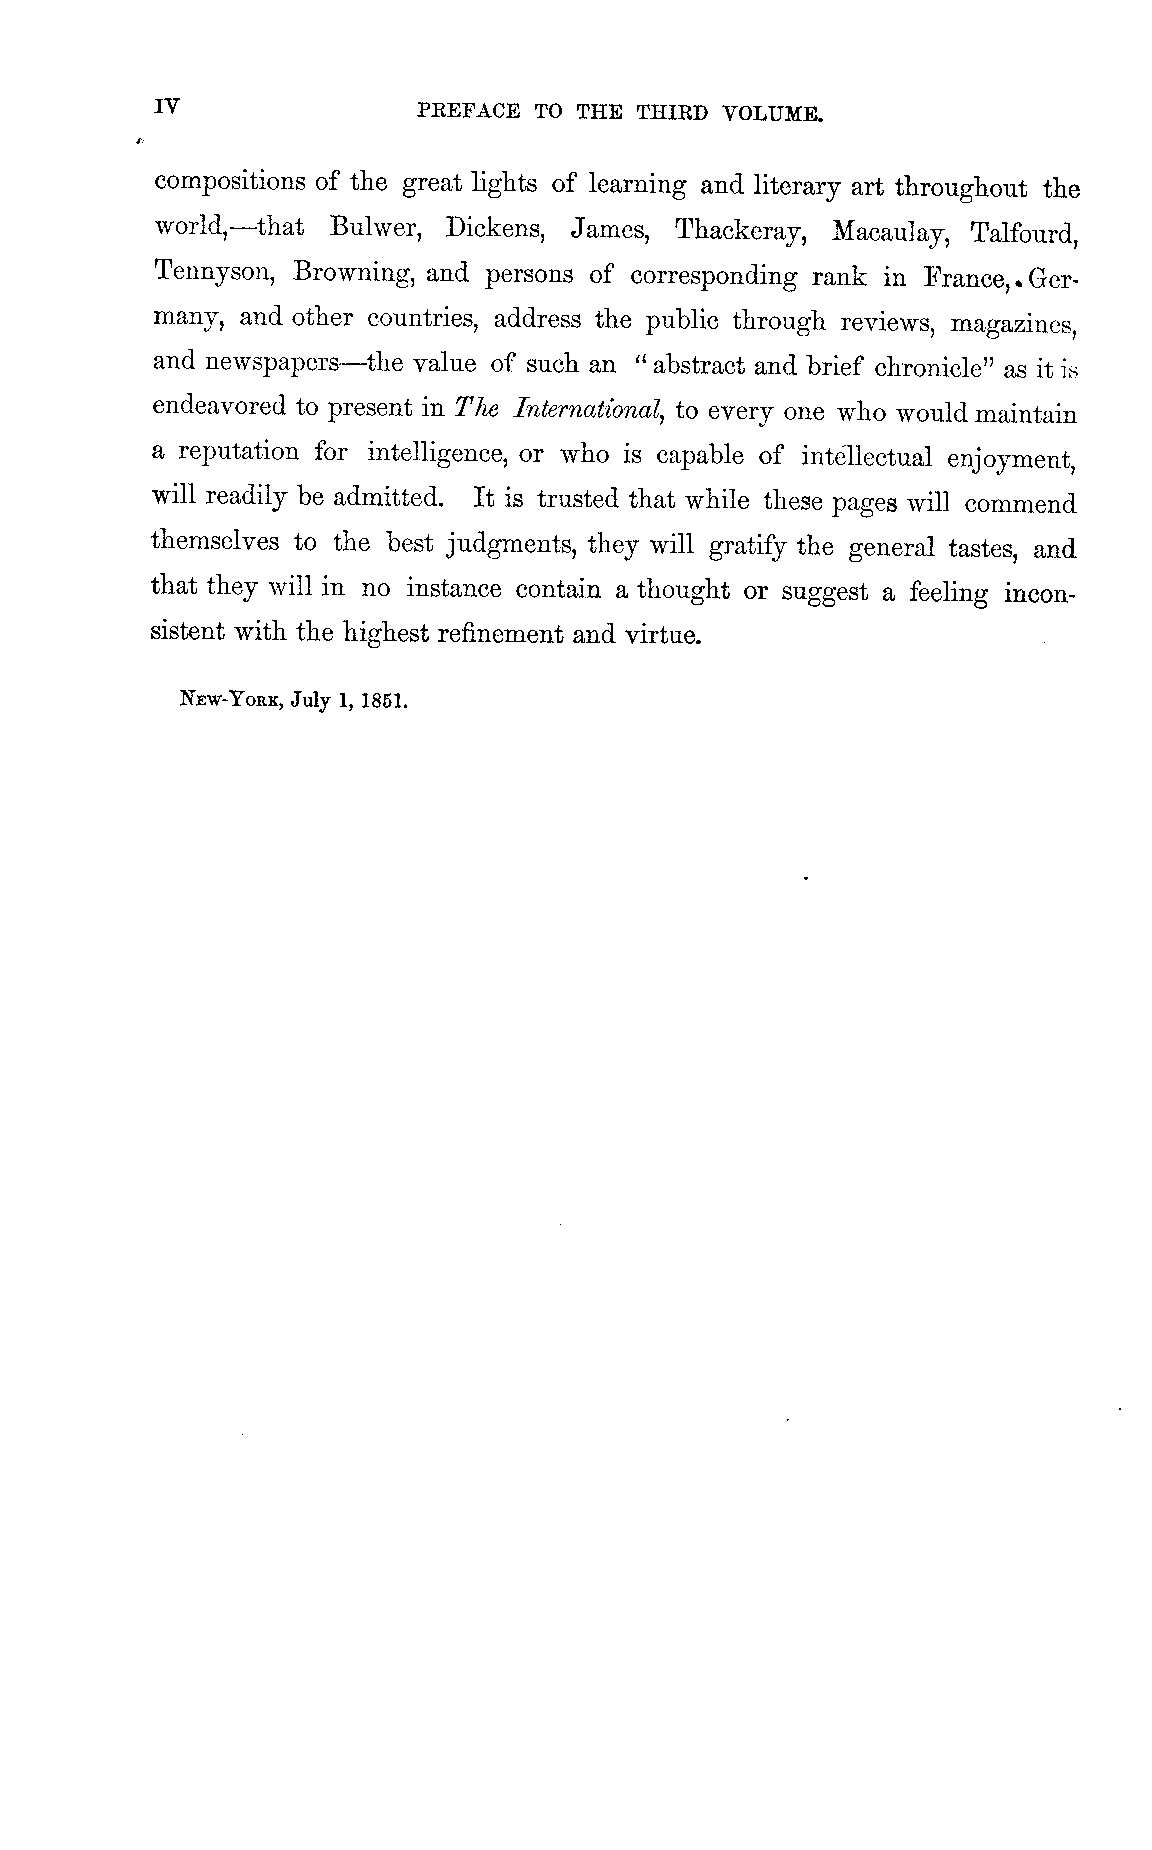 IV PREFACE TO THE THIRD VOLUME.
compositions of the great lights of learning and literary art throughout the
world,—that Bulwer, Dickens, James, Thackeray, Macaulay, Talfourd,
Tennyson, Browning, and persons of corresponding rank in France, Ger-
many, and other countries, address the public through reviews, magazines,
and newspapers—the value of such an "abstract and brief chronicle" as it is
endeavored to present in The International, to every one who would maintain
a reputation for intelligence, or who is capable of intellectual enjoyment,
will readily be admitted. It is trusted that while these pages will commend
themselves to the best judgments, they will gratify the general tastes, and
that they will in no instance contain a thought or suggest a feeling incon-
sistent with the highest refinement and virtue.
New-York, July 1, 1851.